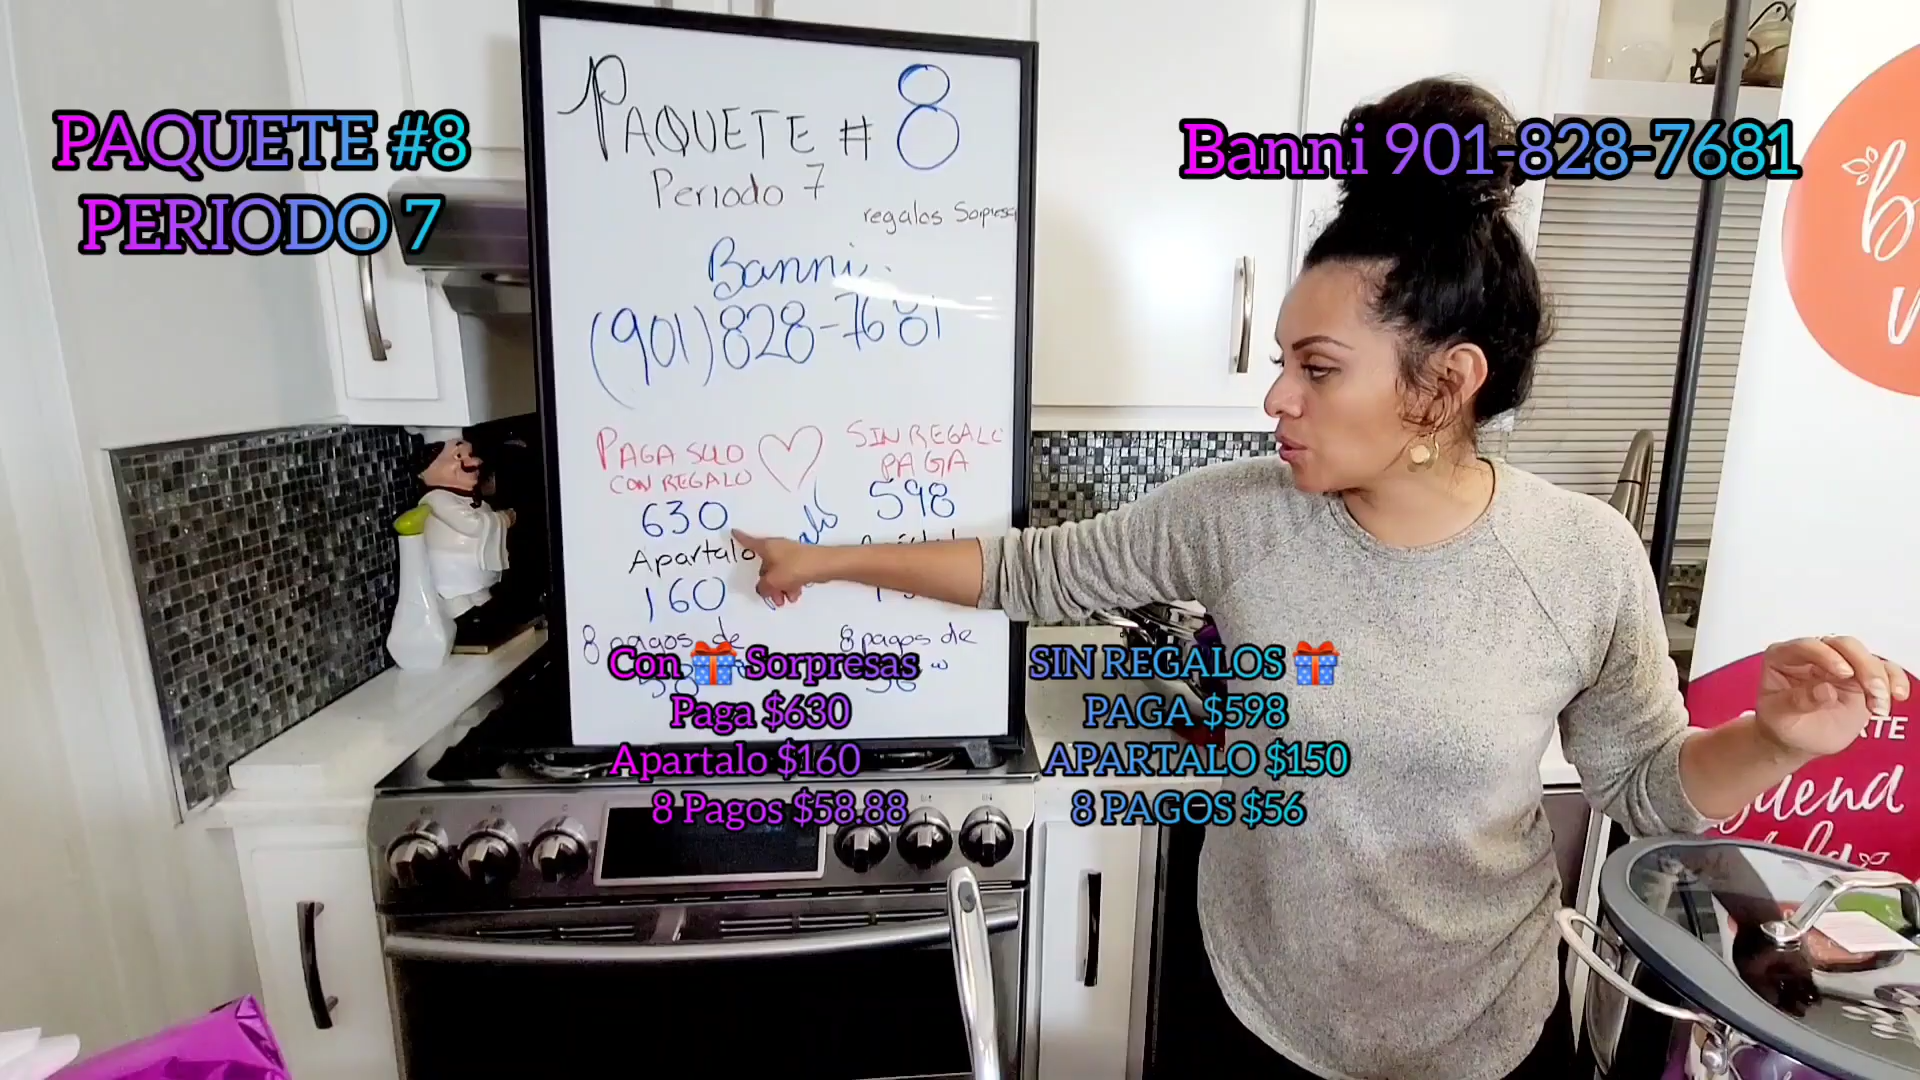 PAQUETE #8
PERIODO 7
Banni 901-828-7681
PAQUETE # 8
Periodo 7
regalos Sorpresa
Banni
(901) 828-7681
PAGA SOLO
CON REGALO
630
Apartalo
160
8 pagos de
SIN REGALO
PAGA
598
8 pagos de
56
Con 🎁 Sorpresas
Paga $630
Apartalo $160
8 Pagos $58.88
SIN REGALOS 🎁
PAGA $598
APARTALO $150
8 PAGOS $56